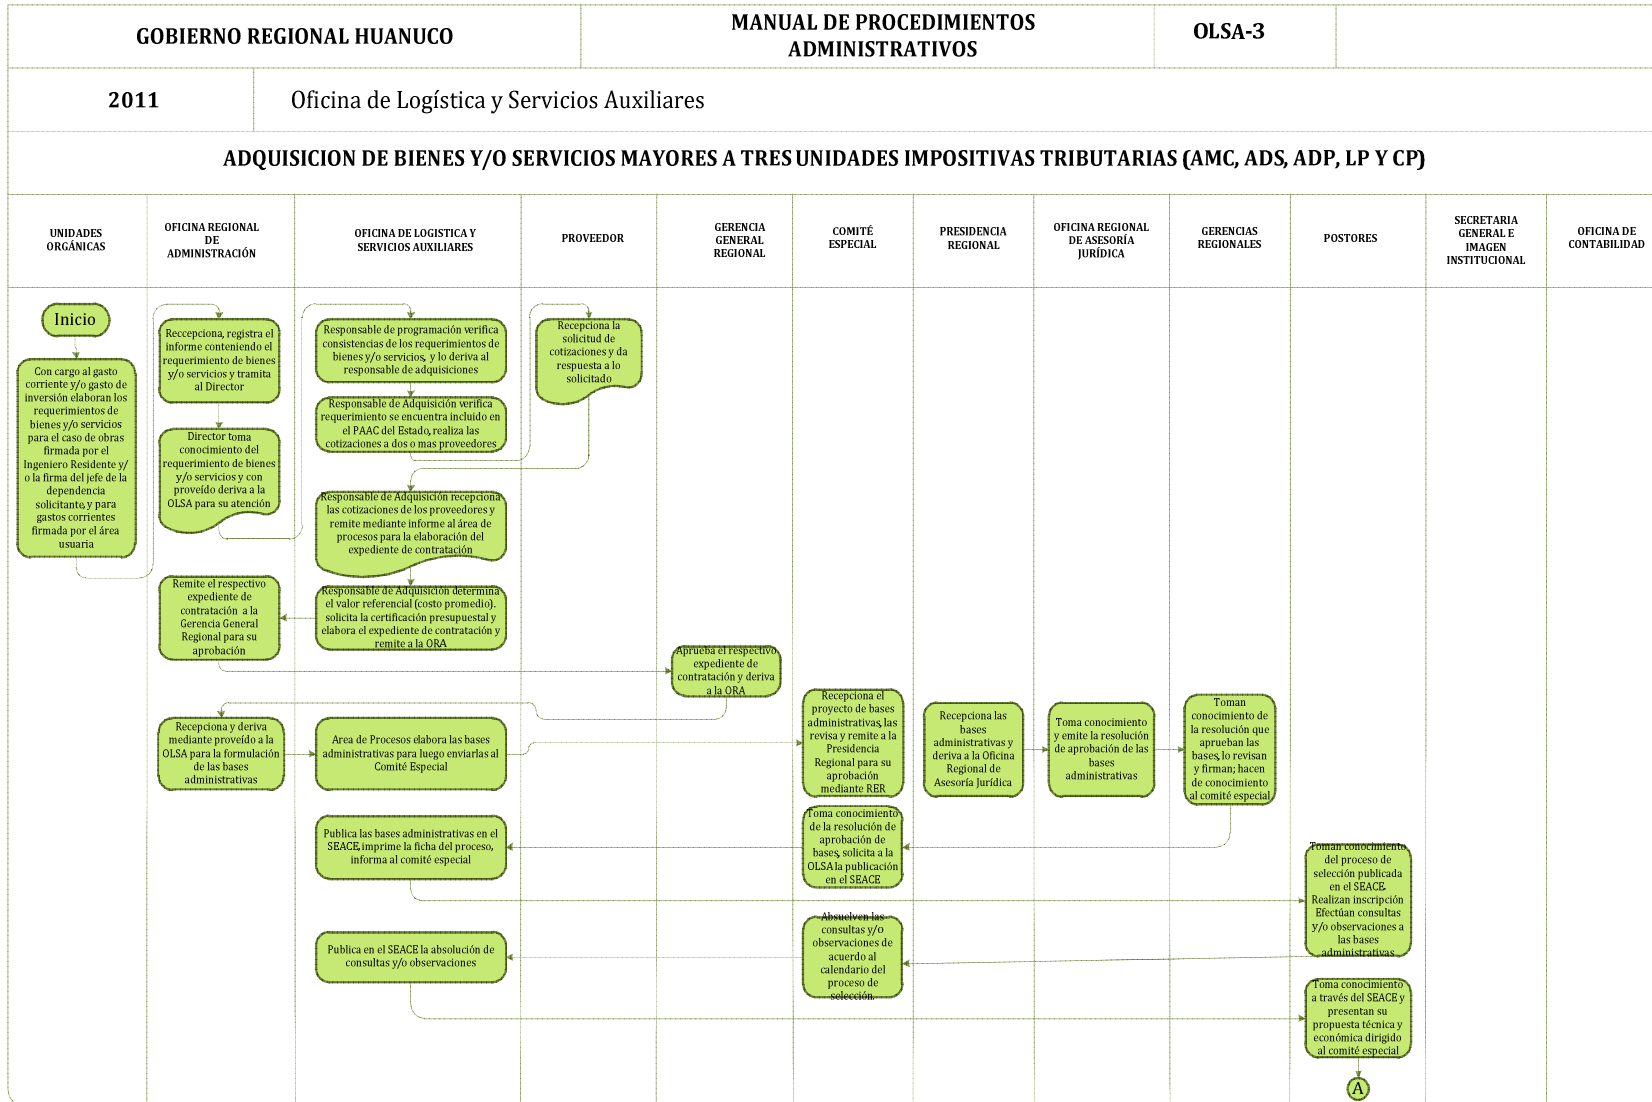 GOBIERNO REGIONAL HUANUCO
MANUAL DE PROCEDIMIENTOS
ADMINISTRATIVOS
OLSA-3
2011
Oficina de Logística y Servicios Auxiliares
ADQUISICION DE BIENES Y/O SERVICIOS MAYORES A TRES UNIDADES IMPOSITIVAS TRIBUTARIAS (AMC, ADS, ADP, LP Y CP)
UNIDADES
ORGÁNICAS
OFICINA REGIONAL
DE
ADMINISTRACIÓN
OFICINA DE LOGISTICA Y
SERVICIOS AUXILIARES
PROVEEDOR
GERENCIA
GENERAL
REGIONAL
COMITÉ
ESPECIAL
PRESIDENCIA
REGIONAL
OFICINA REGIONAL
DE ASESORÍA
JURÍDICA
GERENCIAS
REGIONALES
POSTORES
SECRETARIA
GENERAL E
IMAGEN
INSTITUCIONAL
OFICINA DE
CONTABILIDAD
Inicio
Con cargo al gasto
corriente y/o gasto de
inversión elaboran los
requerimientos de
bienes y/o servicios
para el caso de obras
firmada por el
Ingeniero Residente y/
o la firma del jefe de la
dependencia
solicitante, y para
gastos corrientes
firmada por el área
usuaria
Reccepciona, registra el
informe conteniendo el
requerimiento de bienes
y/o servicios y tramita
al Director
Director toma
conocimiento del
requerimiento de bienes
y/o servicios y con
proveído deriva a la
OLSA para su atención
Responsable de programación verifica
consistencias de los requerimientos de
bienes y/o servicios, y lo deriva al
responsable de adquisiciones
Responsable de Adquisición verifica
requerimiento se encuentra incluido en
el PAAC del Estado, realiza las
cotizaciones a dos o mas proveedores
Recepciona la
solicitud de
cotizaciones y da
respuesta a lo
solicitado
Responsable de Adquisición recepciona
las cotizaciones de los proveedores y
remite mediante informe al área de
procesos para la elaboración del
expediente de contratación
Responsable de Adquisición determina
el valor referencial (costo promedio).
solicita la certificación presupuestal y
elabora el expediente de contratación y
remite a la ORA
Remite el respectivo
expediente de
contratación a la
Gerencia General
Regional para su
aprobación
Aprueba el respectivo
expediente de
contratación y deriva
a la ORA
Recepciona y deriva
mediante proveído a la
OLSA para la formulación
de las bases
administrativas
Area de Procesos elabora las bases
administrativas para luego enviarlas al
Comité Especial
Recepciona el
proyecto de bases
administrativas, las
revisa y remite a la
Presidencia
Regional para su
aprobación
mediante RER
Recepciona las
bases
administrativas y
deriva a la Oficina
Regional de
Asesoría Jurídica
Toma conocimiento
y emite la resolución
de aprobación de las
bases
administrativas
Toman
conocimiento de
la resolución que
aprueban las
bases, lo revisan
y firman; hacen
de conocimiento
al comité especial
Toma conocimiento
de la resolución de
aprobación de
bases, solicita a la
OLSA la publicación
en el SEACE
Publica las bases administrativas en el
SEACE, imprime la ficha del proceso,
informa al comité especial
Toman conocimiento
del proceso de
selección publicada
en el SEACE.
Realizan inscripción
Efectúan consultas
y/o observaciones a
las bases
administrativas
Absuelven las
consultas y/o
observaciones de
acuerdo al
calendario del
proceso de
selección.
Publica en el SEACE la absolución de
consultas y/o observaciones
Toma conocimiento
a través del SEACE y
presentan su
propuesta técnica y
económica dirigido
al comité especial
A